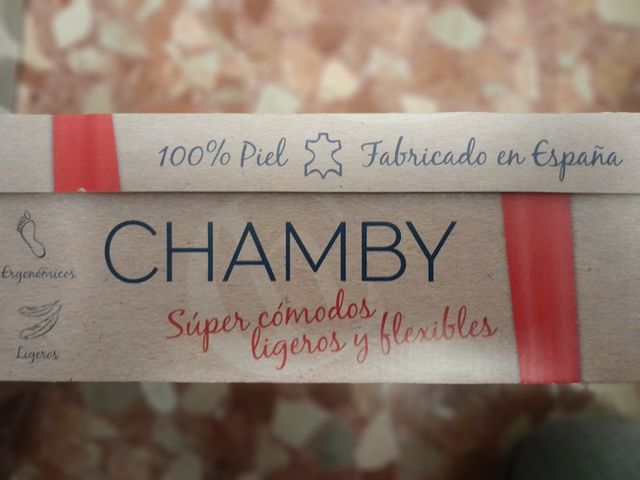 100% Piel Fabricado en España
CHAMBY
Ergonómicos
Ligeros
Súper cómodos
ligeros y flexibles